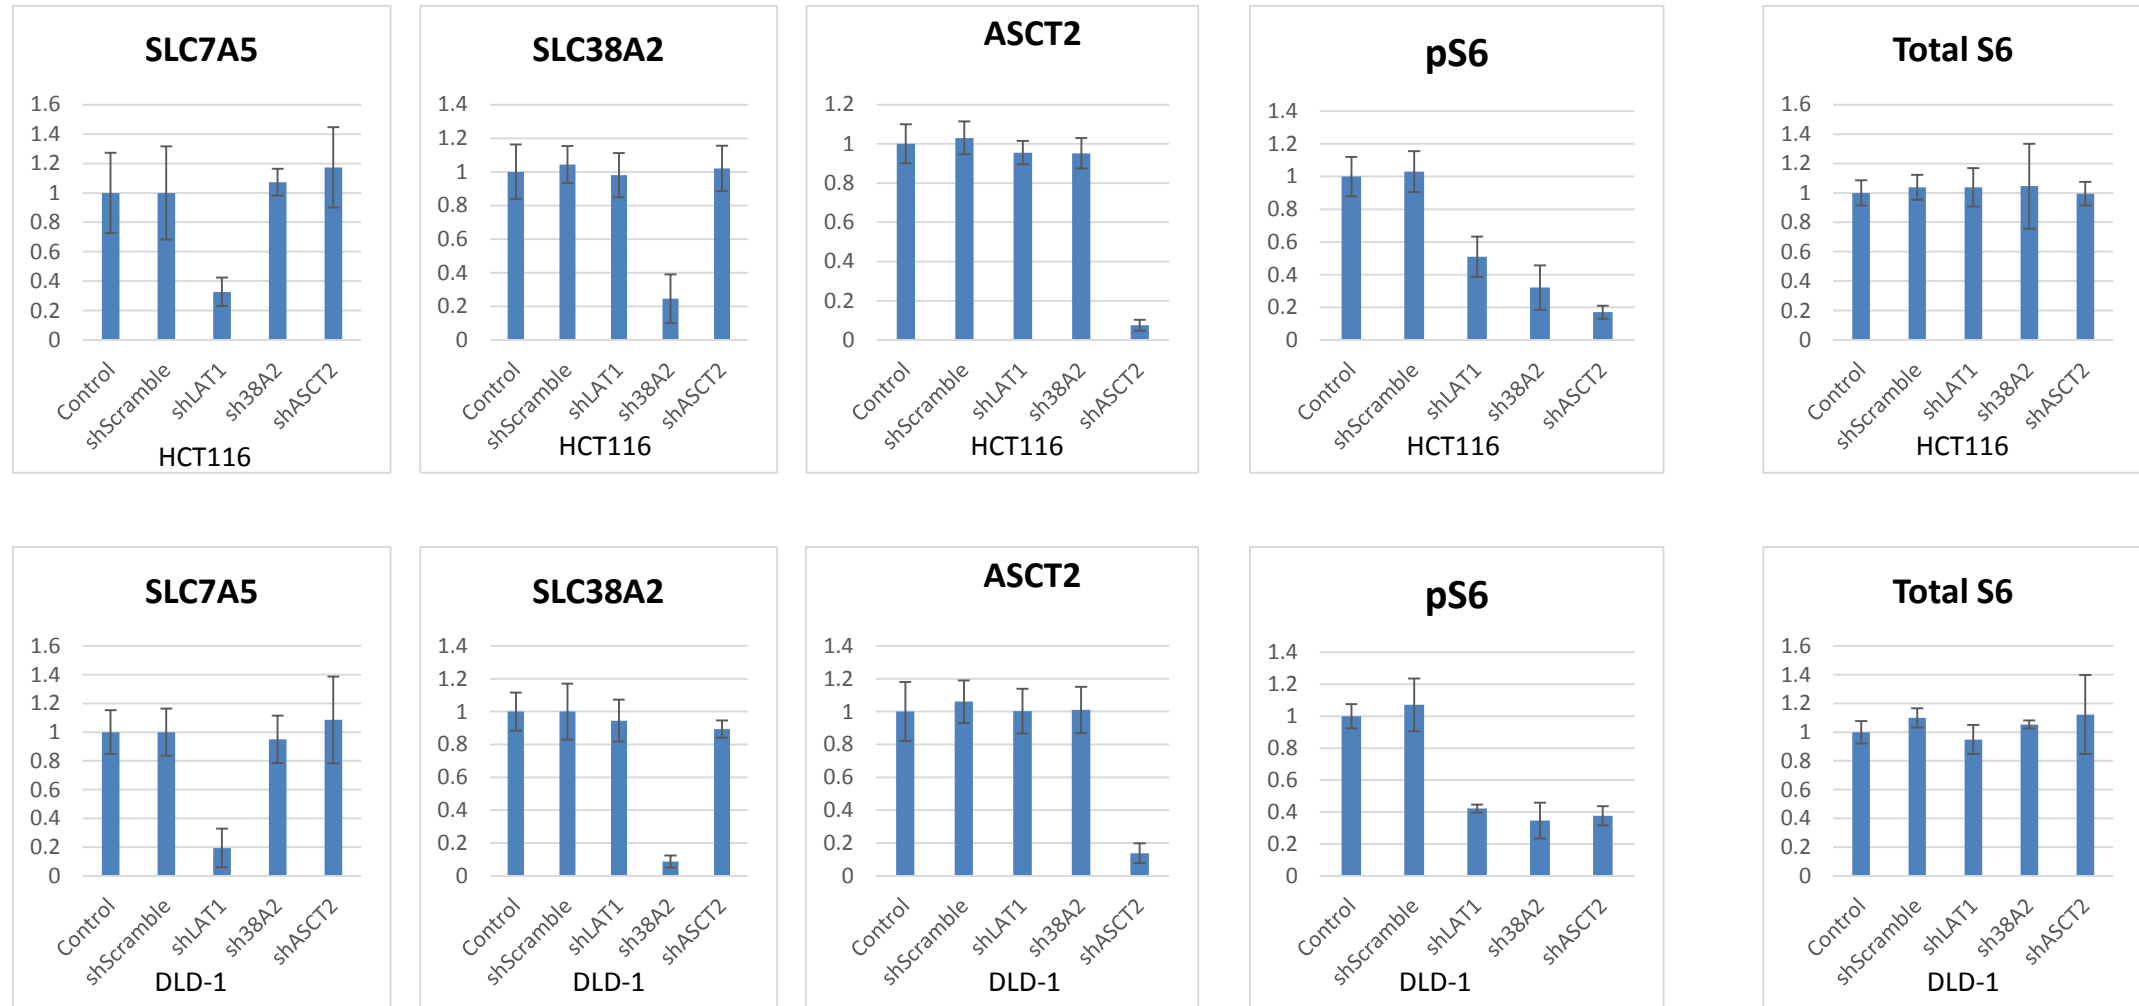 SLC7A5
1.6
1.4
1.2
1
0.8
0.6
0.4
0.2
0
Control
shScramble
shLAT1
sh38A2
shASCT2
HCT116
SLC38A2
1.4
1.2
1
0.8
0.6
0.4
0.2
0
Control
shScramble
shLAT1
sh38A2
shASCT2
HCT116
ASCT2
1.2
1
0.8
0.6
0.4
0.2
0
Control
shScramble
shLAT1
sh38A2
shASCT2
HCT116
pS6
1.4
1.2
1
0.8
0.6
0.4
0.2
0
Control
shScramble
shLAT1
sh38A2
shASCT2
HCT116
Total S6
1.6
1.4
1.2
1
0.8
0.6
0.4
0.2
0
Control
shScramble
shLAT1
sh38A2
shASCT2
HCT116
SLC7A5
1.6
1.4
1.2
1
0.8
0.6
0.4
0.2
0
Control
shScramble
shLAT1
sh38A2
shASCT2
DLD-1
SLC38A2
1.4
1.2
1
0.8
0.6
0.4
0.2
0
Control
shScramble
shLAT1
sh38A2
shASCT2
DLD-1
ASCT2
1.4
1.2
1
0.8
0.6
0.4
0.2
0
Control
shScramble
shLAT1
sh38A2
shASCT2
DLD-1
pS6
1.4
1.2
1
0.8
0.6
0.4
0.2
0
Control
shScramble
shLAT1
sh38A2
shASCT2
DLD-1
Total S6
1.6
1.4
1.2
1
0.8
0.6
0.4
0.2
0
Control
shScramble
shLAT1
sh38A2
shASCT2
DLD-1